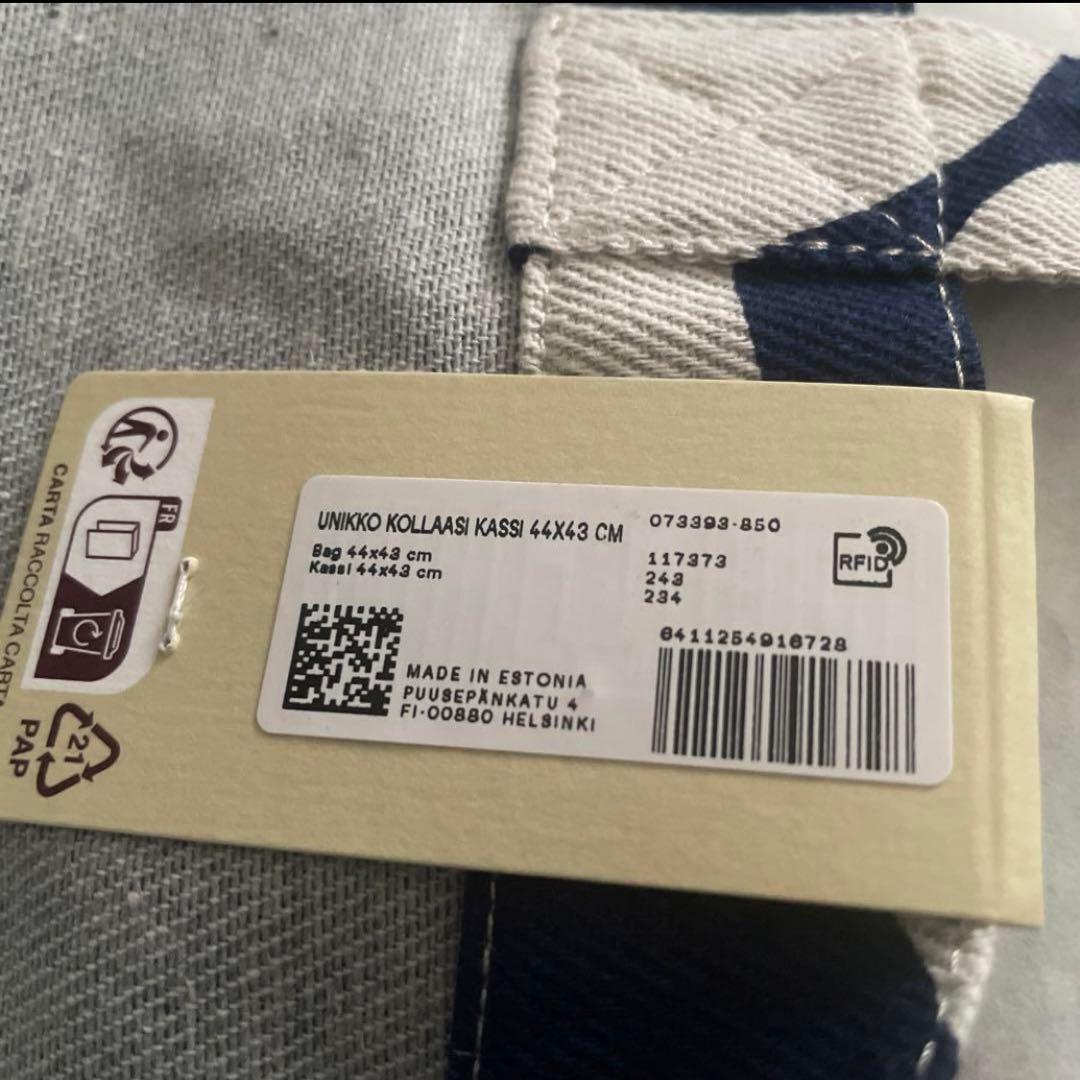 UNIKKO KOLLAASI KASSI 44X43 CM
Bag 44x43 cm
Kassi 44x43 cm
073393-850
117373
243
234
RFID
6411254916728
MADE IN ESTONIA
PUUSEPÄNKATU 4
FI-00880 HELSINKI
FR
CARTA RACCOLTA CARTA
21
PAP